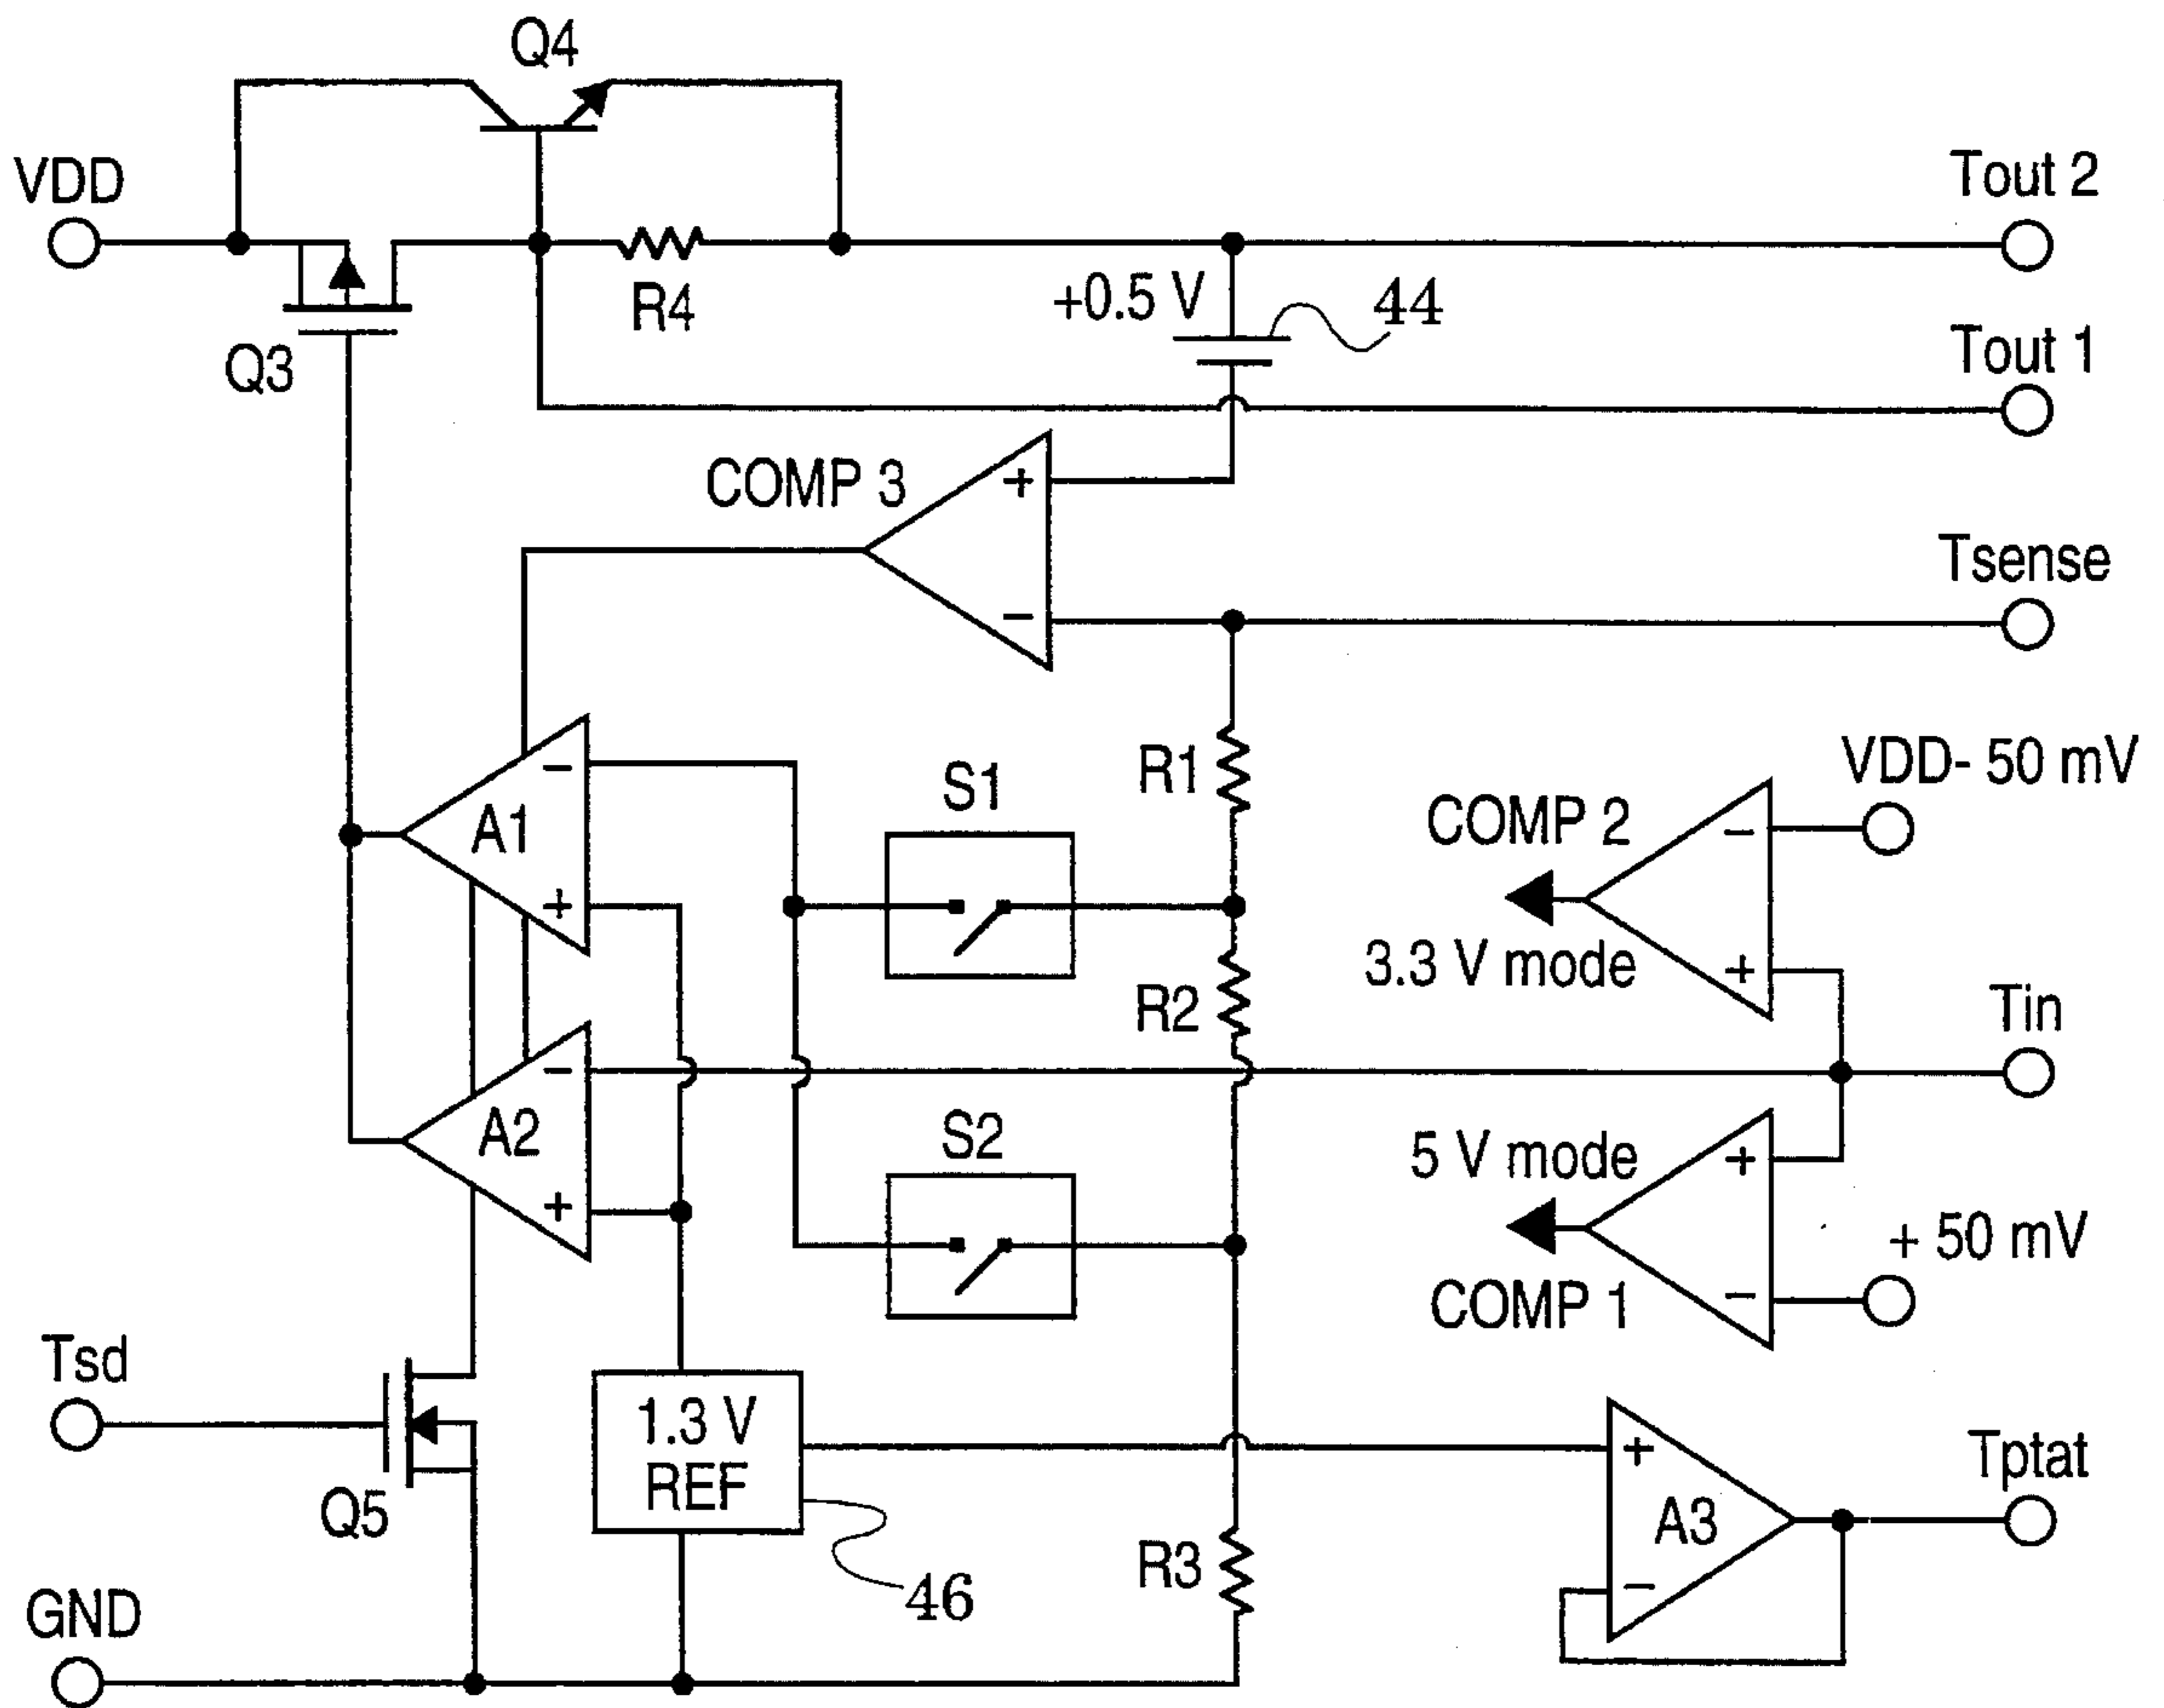 Q4
VDD
Tout 2
+0.5 V
44
R4
Q3
Tout 1
COMP 3
+
−
Tsense
R1
VDD- 50 mV
S1
COMP 2
−
A1
−
+
3.3 V mode
+
R2
Tin
−
A2
+
S2
5 V mode
+
+ 50 mV
COMP 1
−
Tsd
Q5
1.3 V
REF
46
+
A3
−
Tptat
R3
GND